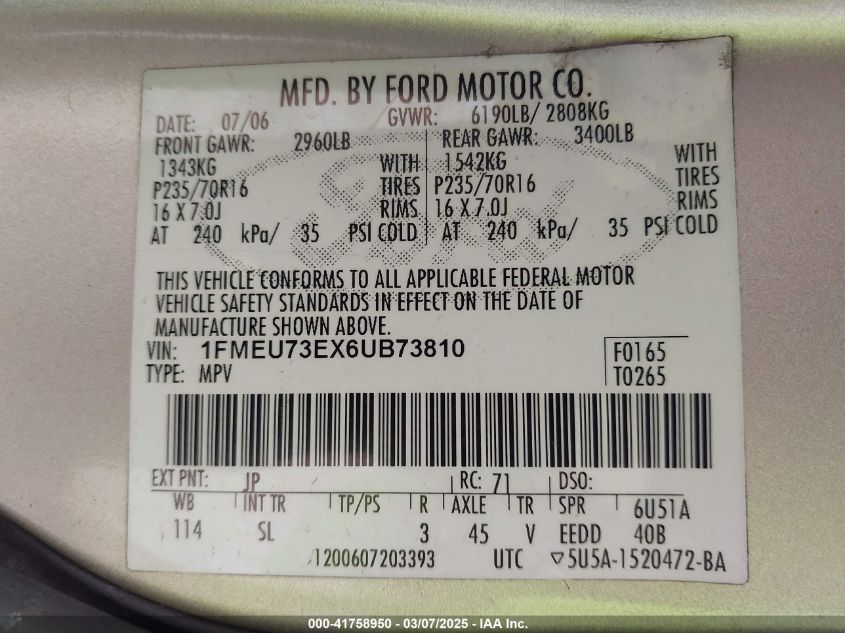 MFD. BY FORD MOTOR CO.
DATE: 07/06 GVWR: 6190LB/ 2808KG
FRONT GAWR: 2960LB REAR GAWR: 3400LB
1343KG WITH 1542KG WITH
P235/70R16 TIRES P235/70R16 TIRES
16 X 7.0J RIMS 16 X 7.0J RIMS
AT 240 kPa/ 35 PSI COLD AT 240 kPa/ 35 PSI COLD
THIS VEHICLE CONFORMS TO ALL APPLICABLE FEDERAL MOTOR
VEHICLE SAFETY STANDARDS IN EFFECT ON THE DATE OF
MANUFACTURE SHOWN ABOVE.
VIN: 1FMEU73EX6UB73810 F0165
TYPE: MPV T0265
EXT PNT: JP RC: 71 DSO:
WB INT TR TP/PS R AXLE TR SPR 6U51A
114 SL 3 45 V EEDD 40B
1200607203393 UTC ▽5U5A-1520472-BA
000-41758950 - 03/07/2025 - IAA Inc.